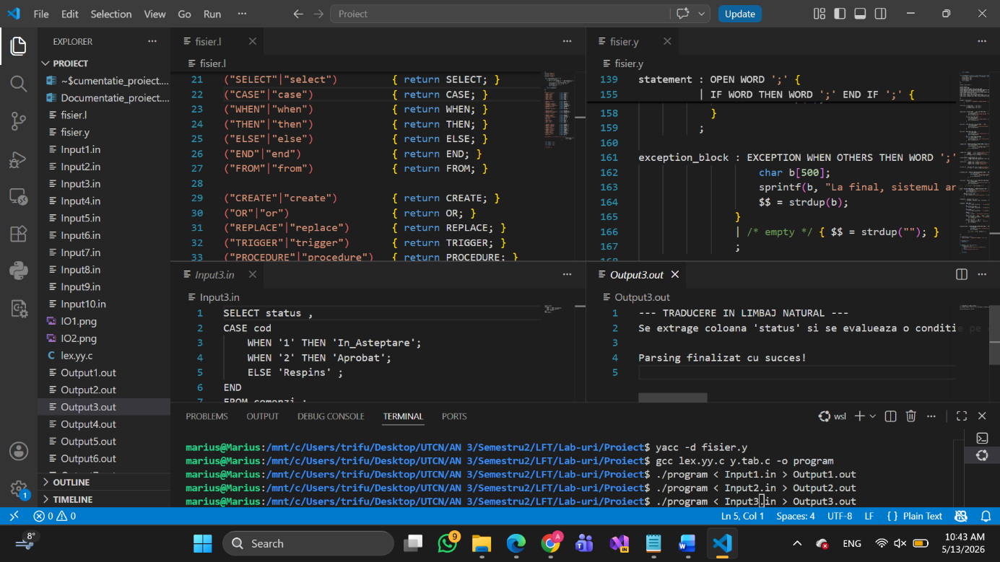 File Edit Selection View Go Run ··· Proiect Update
EXPLORER ···
PROIECT
~$cumentatie_proiect....
Documentatie_proiect....
fisier.l
fisier.y
Input1.in
Input2.in
Input3.in
Input4.in
Input5.in
Input6.in
Input7.in
Input8.in
Input9.in
Input10.in
IO1.png
IO2.png
lex.yy.c
Output1.out
Output2.out
Output3.out
Output4.out
Output5.out
Output6.out
OUTLINE
TIMELINE
1
fisier.l
fisier.l
21 ("SELECT"|"select") { return SELECT; }
22 ("CASE"|"case") { return CASE; }
23 ("WHEN"|"when") { return WHEN; }
24 ("THEN"|"then") { return THEN; }
25 ("ELSE"|"else") { return ELSE; }
26 ("END"|"end") { return END; }
27 ("FROM"|"from") { return FROM; }
28
29 ("CREATE"|"create") { return CREATE; }
30 ("OR"|"or") { return OR; }
31 ("REPLACE"|"replace") { return REPLACE; }
32 ("TRIGGER"|"trigger") { return TRIGGER; }
33 ("PROCEDURE"|"procedure") { return PROCEDURE; }
fisier.y
fisier.y
139 statement : OPEN WORD ';' {
155 | IF WORD THEN WORD ';' END IF ';' {
158 }
159 ;
160
161 exception_block : EXCEPTION WHEN OTHERS THEN WORD ';'
162 char b[500];
163 sprintf(b, "La final, sistemul ar
164 $$ = strdup(b);
165 }
166 | /* empty */ { $$ = strdup(""); }
167 ;
168
Input3.in
Input3.in
1 SELECT status ,
2 CASE cod
3 WHEN '1' THEN 'In_Asteptare';
4 WHEN '2' THEN 'Aprobat';
5 ELSE 'Respins' ;
6 END
7 FROM comenzi ;
Output3.out
Output3.out
1 --- TRADUCERE IN LIMBAJ NATURAL ---
2 Se extrage coloana 'status' si se evalueaza o conditie pe
3
4 Parsing finalizat cu succes!
5
PROBLEMS OUTPUT DEBUG CONSOLE TERMINAL PORTS wsl
marius@Marius:/mnt/c/Users/trifu/Desktop/UTCN/AN 3/Semestru2/LFT/Lab-uri/Proiect$ yacc -d fisier.y
marius@Marius:/mnt/c/Users/trifu/Desktop/UTCN/AN 3/Semestru2/LFT/Lab-uri/Proiect$ gcc lex.yy.c y.tab.c -o program
marius@Marius:/mnt/c/Users/trifu/Desktop/UTCN/AN 3/Semestru2/LFT/Lab-uri/Proiect$ ./program < Input1.in > Output1.out
marius@Marius:/mnt/c/Users/trifu/Desktop/UTCN/AN 3/Semestru2/LFT/Lab-uri/Proiect$ ./program < Input2.in > Output2.out
marius@Marius:/mnt/c/Users/trifu/Desktop/UTCN/AN 3/Semestru2/LFT/Lab-uri/Proiect$ ./program < Input3.in > Output3.out
0 0 Ln 5, Col 1 Spaces: 4 UTF-8 LF { } Plain Text
8° Search 9 A ENG 10:43 AM
5/13/2026